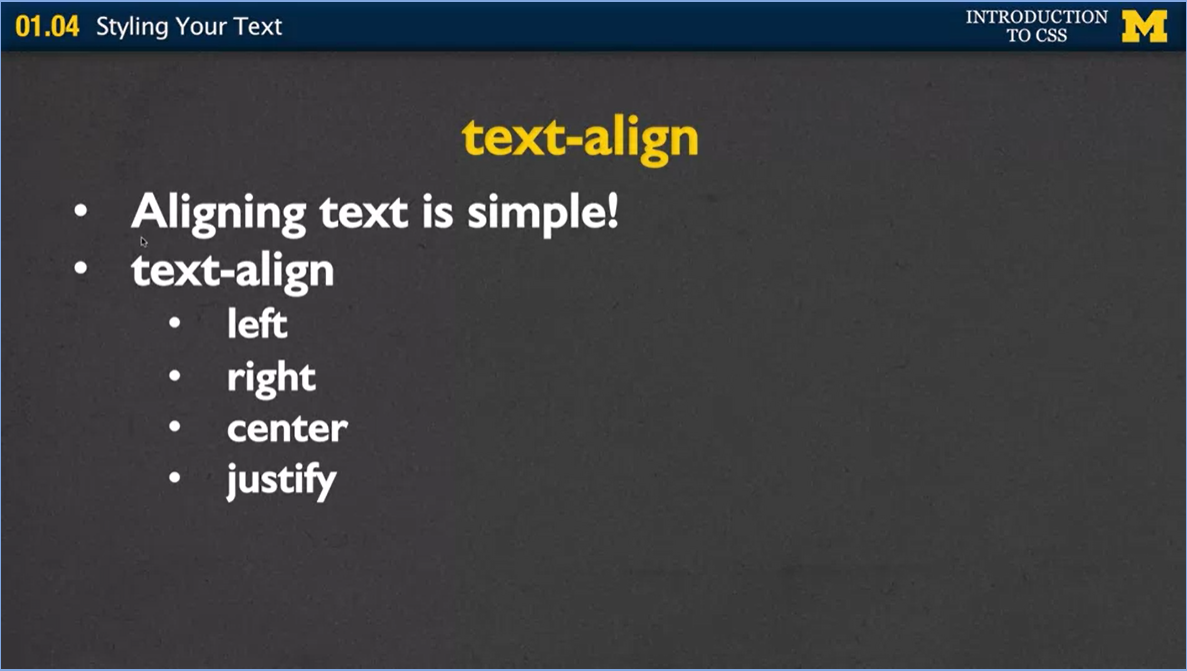 01.04 Styling Your Text
INTRODUCTION
TO CSS
M
text-align
• Aligning text is simple!
• text-align
• left
• right
• center
• justify